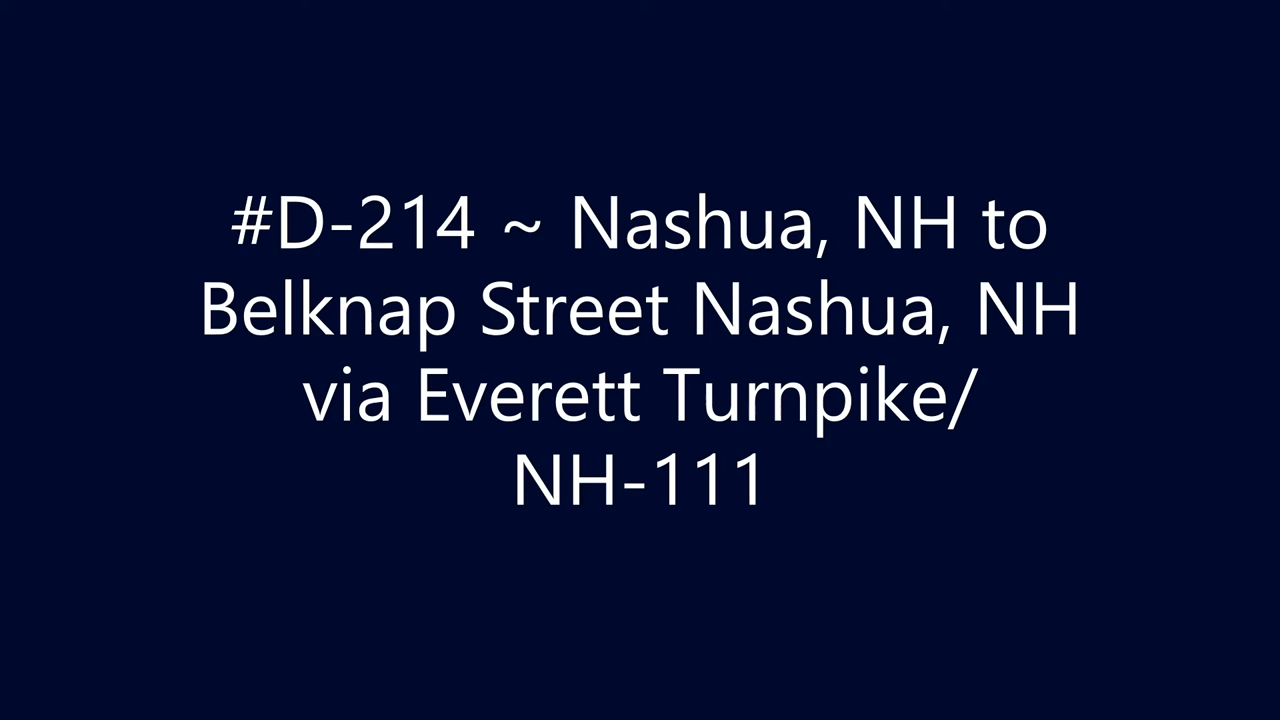 #D-214 ~ Nashua, NH to
Belknap Street Nashua, NH
via Everett Turnpike/
NH-111